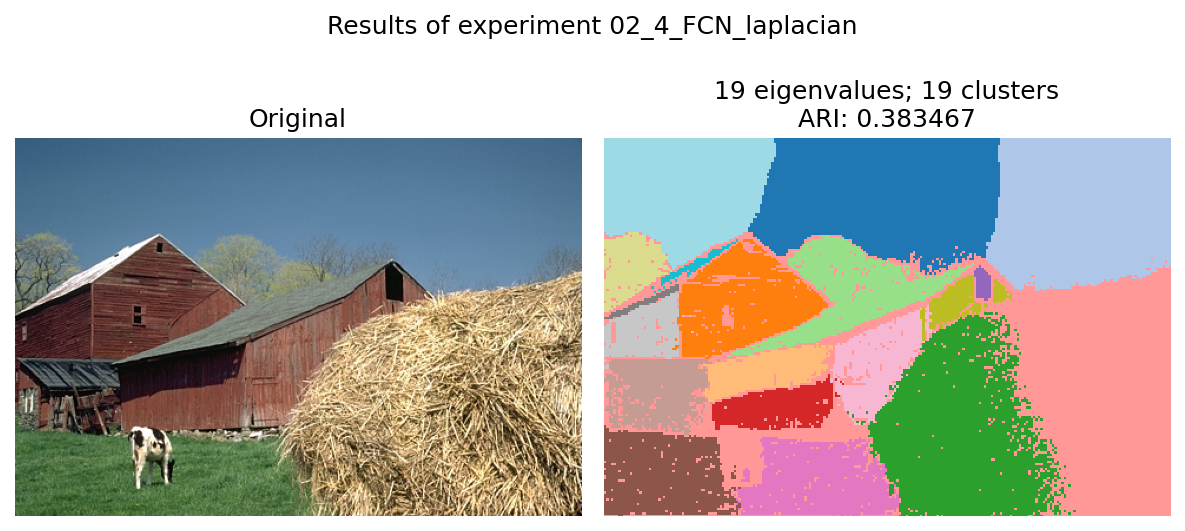 Results of experiment 02_4_FCN_laplacian
Original
19 eigenvalues; 19 clusters
ARI: 0.383467